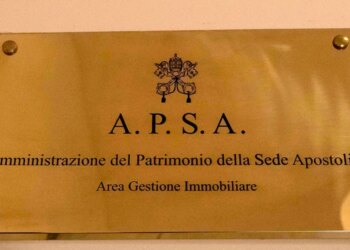 A. P. S. A.
mministrazione del Patrimonio della Sede Apostoli
Area Gestione Immobiliare